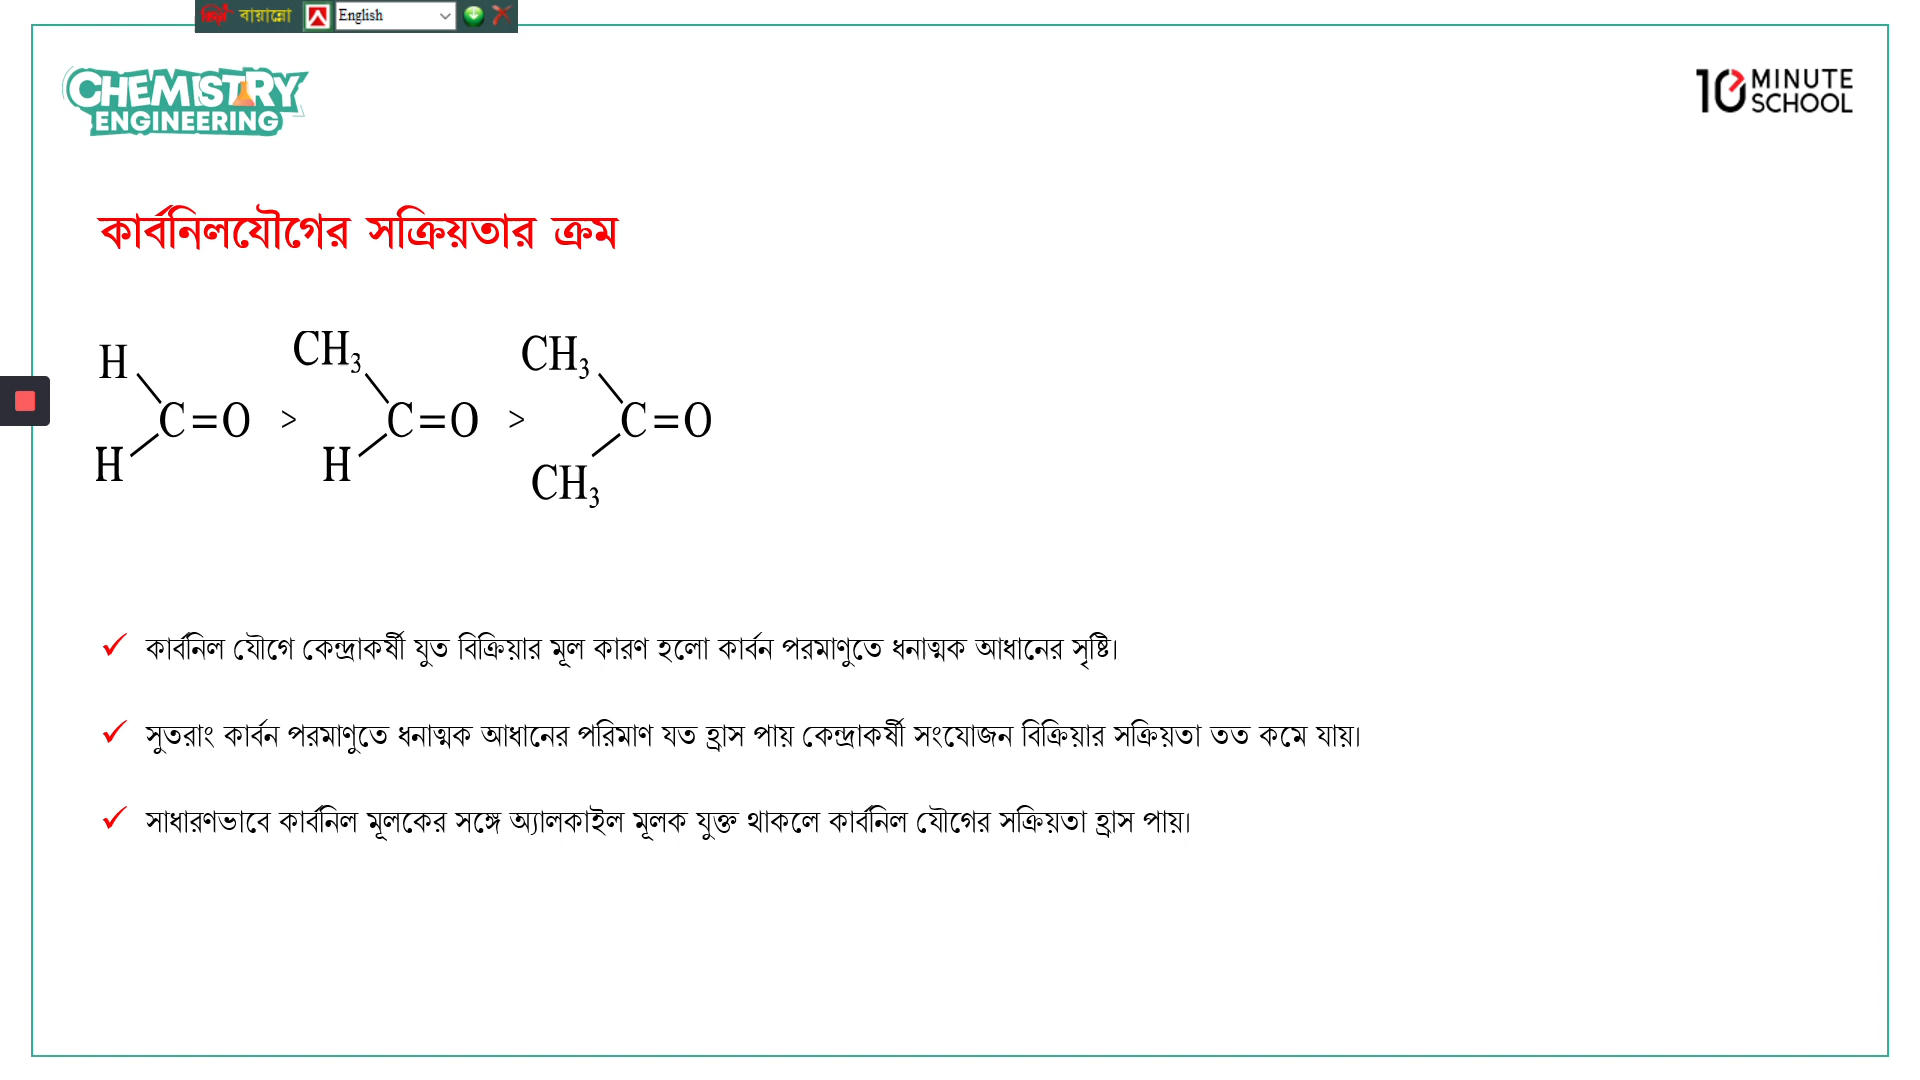 বায়ান্নো English
CHEMISTRY
ENGINEERING
10 MINUTE
SCHOOL
কার্বনিলযৌগের সক্রিয়তার ক্রম
H CH₃ CH₃
C=O > C=O > C=O
H H CH₃
✓ কার্বনিল যৌগে কেন্দ্রাকর্ষী যুত বিক্রিয়ার মূল কারণ হলো কার্বন পরমাণুতে ধনাত্মক আধানের সৃষ্টি।
✓ সুতরাং কার্বন পরমাণুতে ধনাত্মক আধানের পরিমাণ যত হ্রাস পায় কেন্দ্রাকর্ষী সংযোজন বিক্রিয়ার সক্রিয়তা তত কমে যায়।
✓ সাধারণভাবে কার্বনিল মূলকের সঙ্গে অ্যালকাইল মূলক যুক্ত থাকলে কার্বনিল যৌগের সক্রিয়তা হ্রাস পায়।